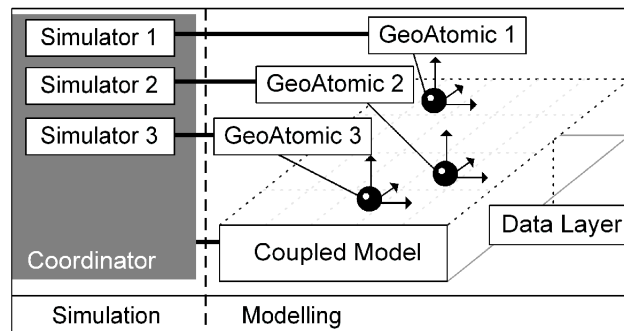 Simulator 1
GeoAtomic 1
Simulator 2
GeoAtomic 2
Simulator 3
GeoAtomic 3
Data Layer
Coordinator
Coupled Model
Simulation
Modelling